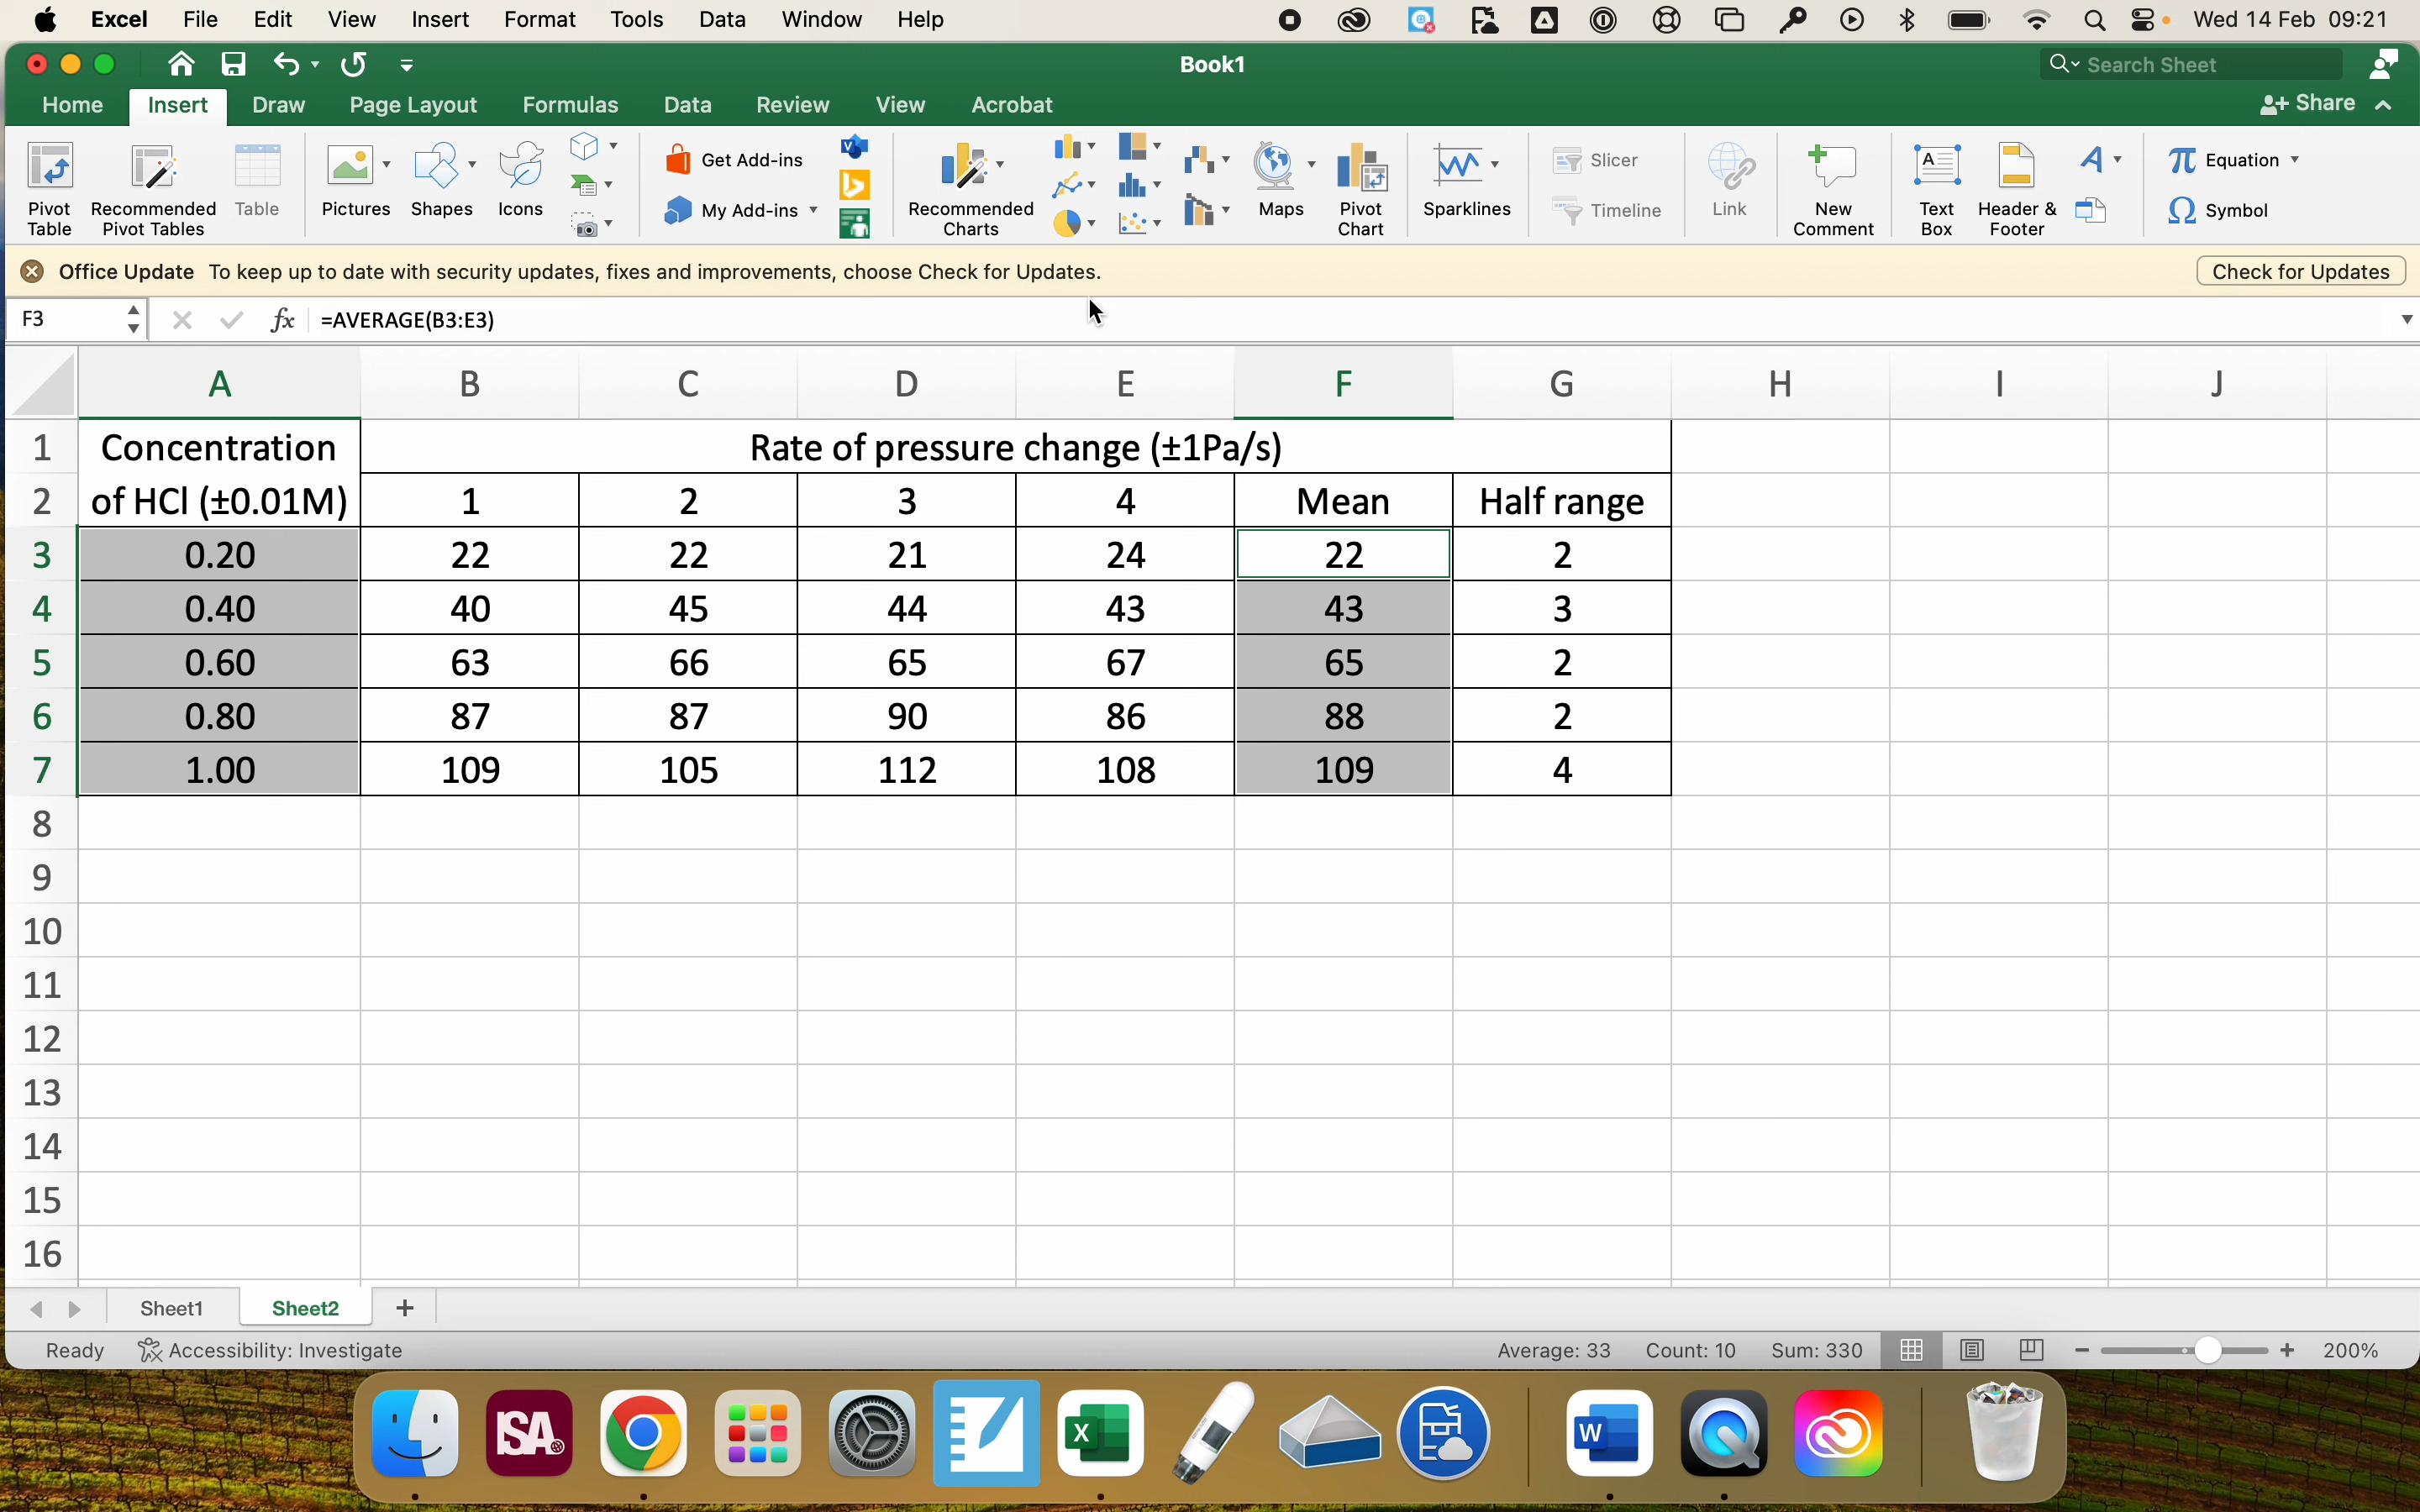 Excel File Edit View Insert Format Tools Data Window Help Wed 14 Feb 09:21
Book1
Search Sheet
Home Insert Draw Page Layout Formulas Data Review View Acrobat
Share
Pivot Table
Recommended Pivot Tables
Table
Pictures
Shapes
Icons
Get Add-ins
My Add-ins
Recommended Charts
Maps
Pivot Chart
Sparklines
Slicer
Timeline
Link
New Comment
Text Box
Header & Footer
Equation
Symbol
Office Update To keep up to date with security updates, fixes and improvements, choose Check for Updates.
Check for Updates
F3 fx =AVERAGE(B3:E3)
A B C D E F G H I J
1 Concentration Rate of pressure change (±1Pa/s)
2 of HCl (±0.01M) 1 2 3 4 Mean Half range
3 0.20 22 22 21 24 22 2
4 0.40 40 45 44 43 43 3
5 0.60 63 66 65 67 65 2
6 0.80 87 87 90 86 88 2
7 1.00 109 105 112 108 109 4
8
9
10
11
12
13
14
15
16
Sheet1 Sheet2 +
Ready Accessibility: Investigate Average: 33 Count: 10 Sum: 330 200%
SA
X
W